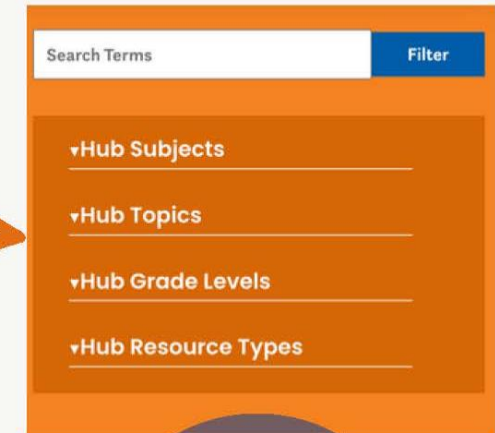 Search Terms
Filter
▾Hub Subjects
▾Hub Topics
▾Hub Grade Levels
▾Hub Resource Types